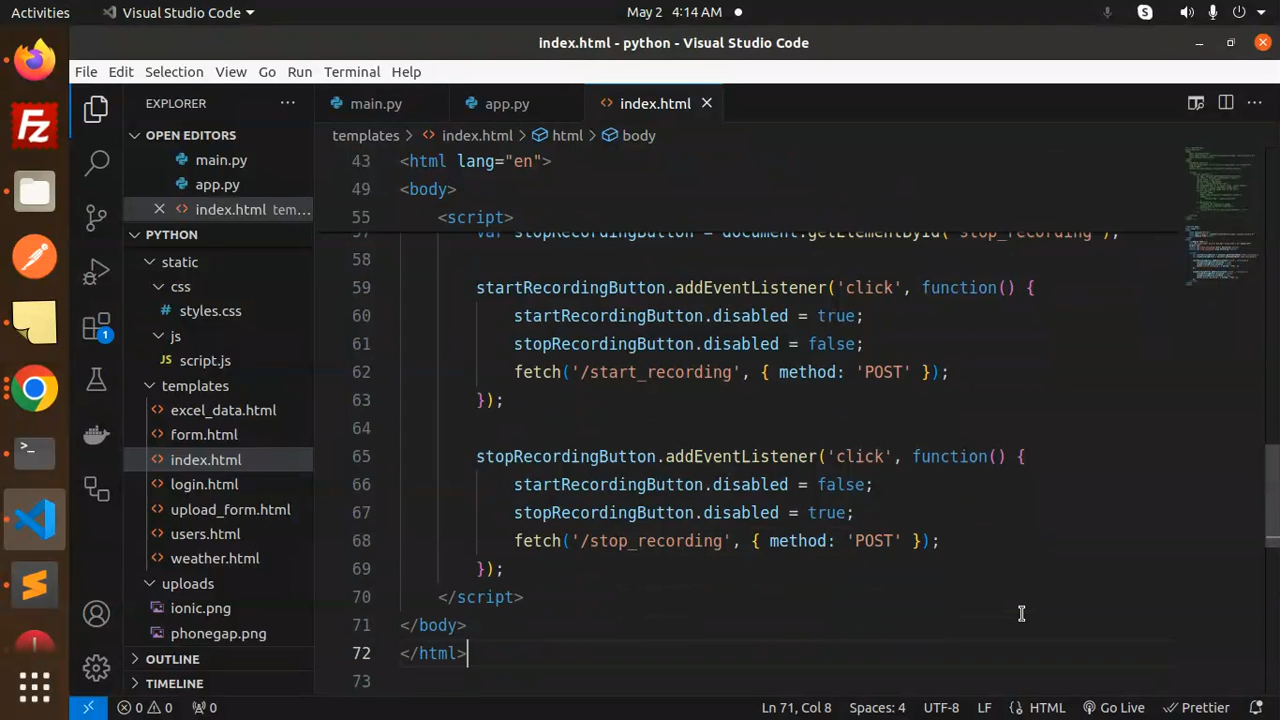 Activities
Visual Studio Code
May 2 4:14 AM
index.html - python - Visual Studio Code
File Edit Selection View Go Run Terminal Help
EXPLORER
main.py
app.py
index.html
OPEN EDITORS
main.py
app.py
index.html tem...
PYTHON
static
css
styles.css
js
script.js
templates
excel_data.html
form.html
index.html
login.html
upload_form.html
users.html
weather.html
uploads
ionic.png
phonegap.png
OUTLINE
TIMELINE
templates > index.html > html > body
43 <html lang="en">
49 <body>
55 <script>
57 var stopRecordingButton = document.getElementById('stop_recording');
58
59 startRecordingButton.addEventListener('click', function() {
60 startRecordingButton.disabled = true;
61 stopRecordingButton.disabled = false;
62 fetch('/start_recording', { method: 'POST' });
63 });
64
65 stopRecordingButton.addEventListener('click', function() {
66 startRecordingButton.disabled = false;
67 stopRecordingButton.disabled = true;
68 fetch('/stop_recording', { method: 'POST' });
69 });
70 </script>
71 </body>
72 </html>
73
0 0 0
Ln 71, Col 8
Spaces: 4
UTF-8
LF
HTML
Go Live
Prettier